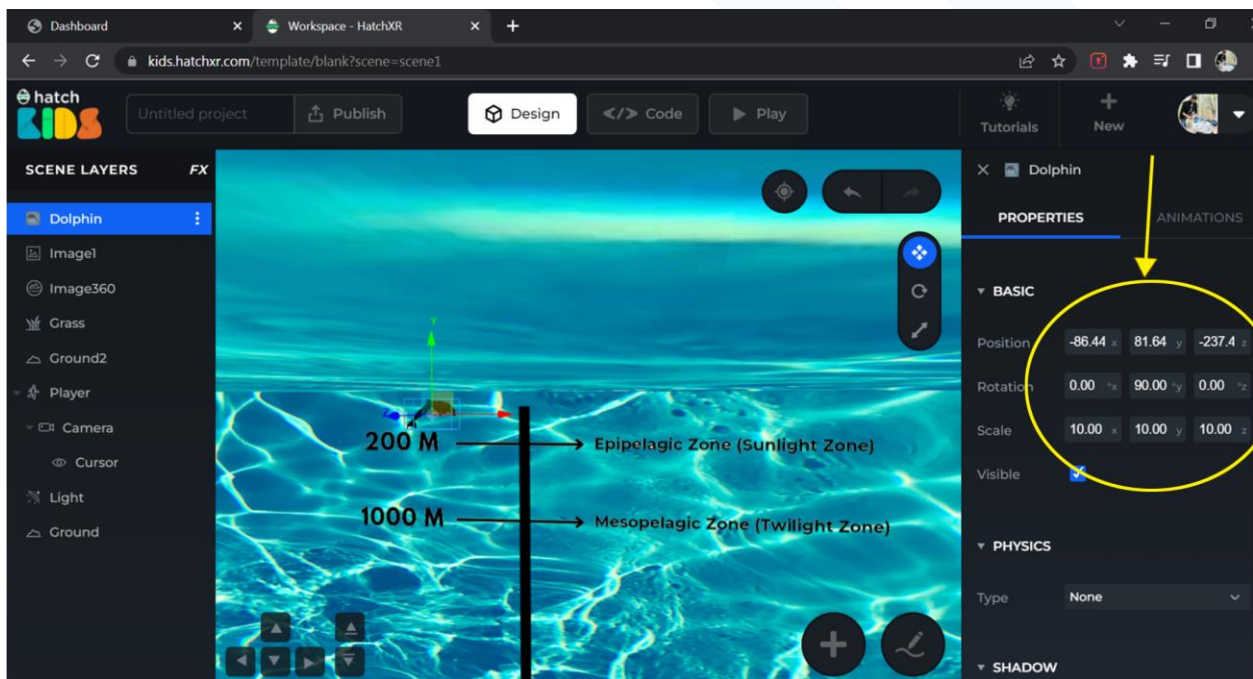 Dashboard
Workspace - HatchXR
kids.hatchxr.com/template/blank?scene=scene1
hatch
KIDS
Untitled project
Publish
Design
</> Code
Play
Tutorials
New
SCENE LAYERS FX
Dolphin
Image1
Image360
Grass
Ground2
Player
Camera
Cursor
Light
Ground
Y
Z
200 M Epipelagic Zone (Sunlight Zone)
1000 M Mesopelagic Zone (Twilight Zone)
Dolphin
PROPERTIES ANIMATIONS
BASIC
Position -86.44 x 81.64 y -237.4 z
Rotation 0.00 °x 90.00 °y 0.00 °z
Scale 10.00 x 10.00 y 10.00 z
Visible
PHYSICS
Type None
SHADOW